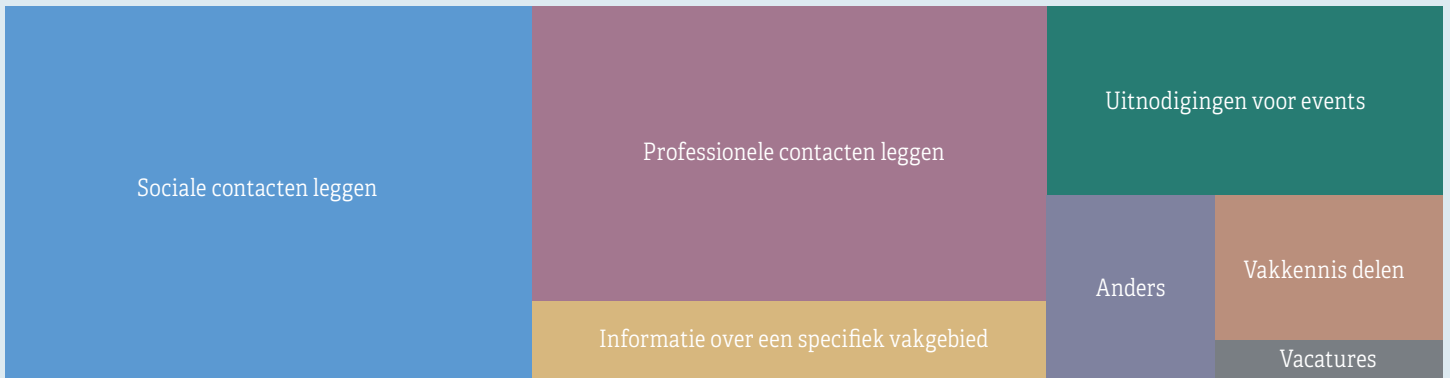 Sociale contacten leggen
Professionele contacten leggen
Informatie over een specifiek vakgebied
Uitnodigingen voor events
Anders
Vakkennis delen
Vacatures